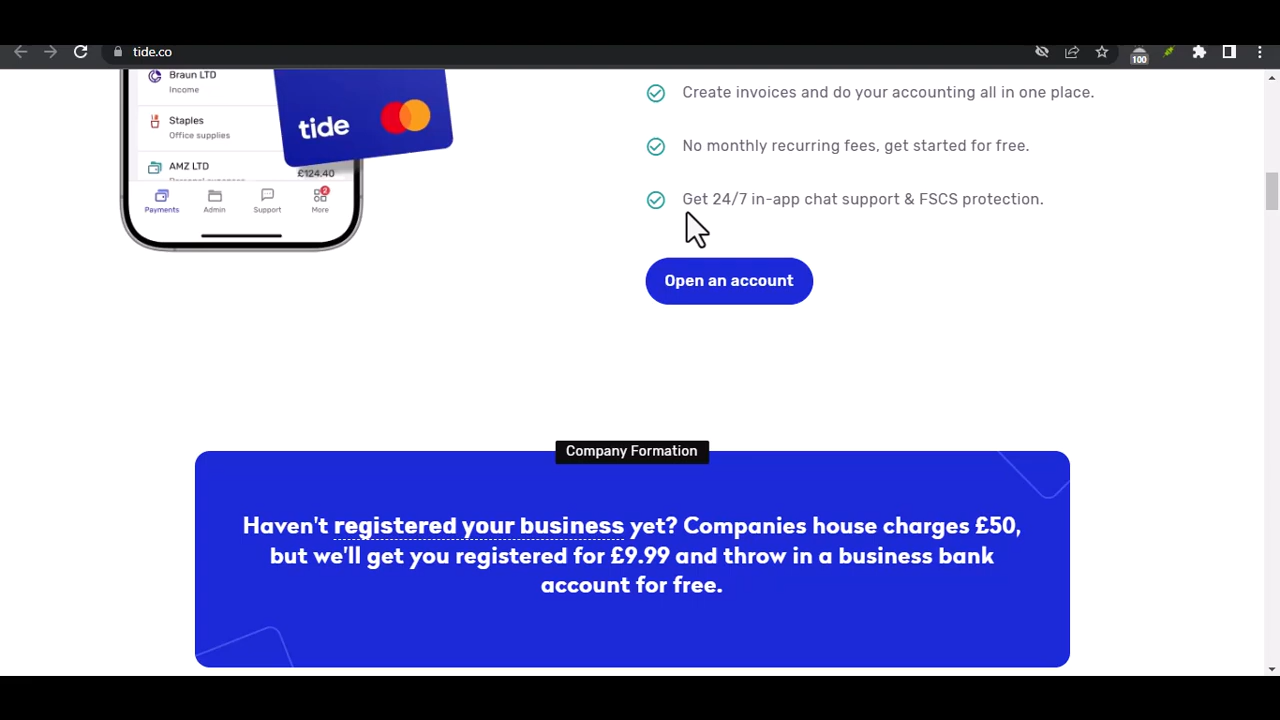 tide.co
100
Braun LTD
Income
Staples
Office supplies
AMZ LTD
£124.40
Payments
Admin
Support
2
More
tide
Create invoices and do your accounting all in one place.
No monthly recurring fees, get started for free.
Get 24/7 in-app chat support & FSCS protection.
Open an account
Company Formation
Haven't registered your business yet? Companies house charges £50,
but we'll get you registered for £9.99 and throw in a business bank
account for free.